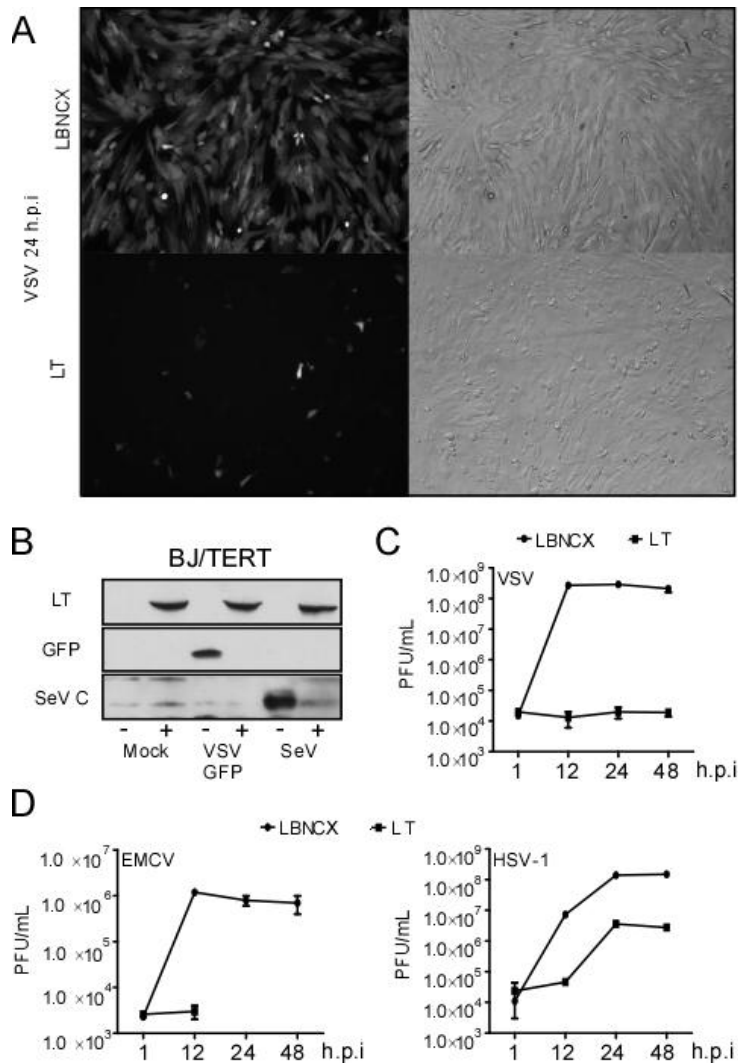 A
LBNCX
VSV 24 h.p.i
LT
B
BJ/TERT
LT
GFP
SeV C
- + - + - +
Mock VSV SeV
GFP
C
LBNCX LT
VSV
1.0×10⁹
1.0×10⁸
1.0×10⁷
1.0×10⁶
1.0×10⁵
1.0×10⁴
1.0×10³
PFU/mL
1 12 24 48 h.p.i
D
LBNCX LT
EMCV
1.0 ×10⁷
1.0 ×10⁶
1.0 ×10⁵
1.0 ×10⁴
1.0 ×10³
PFU/mL
1 12 24 48 h.p.i
HSV-1
1.0×10⁹
1.0×10⁸
1.0×10⁷
1.0×10⁶
1.0×10⁵
1.0×10⁴
1.0×10³
PFU/mL
1 12 24 48 h.p.i